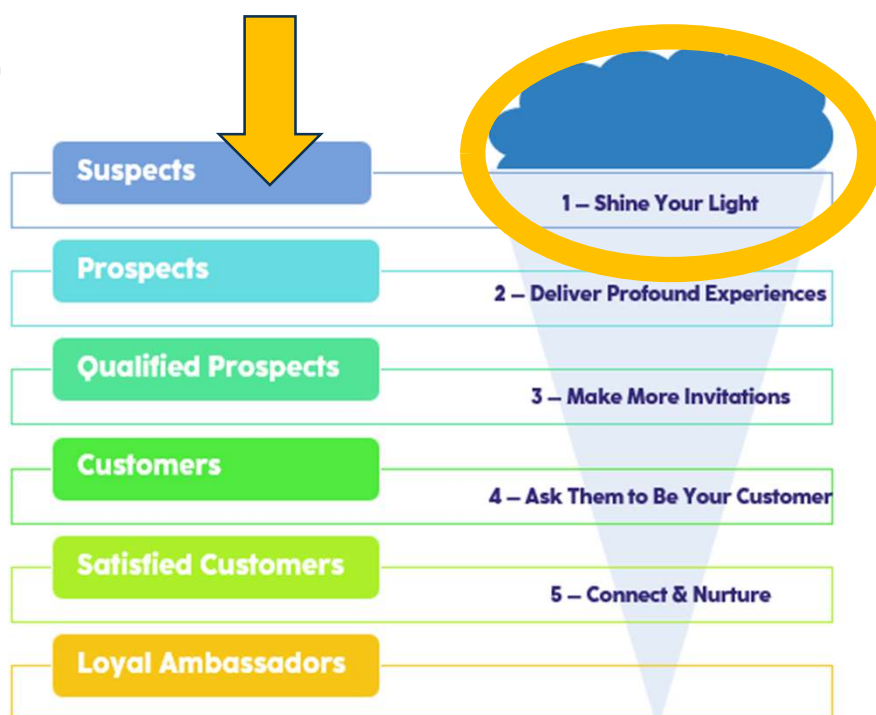 Suspects
1 – Shine Your Light
Prospects
2 – Deliver Profound Experiences
Qualified Prospects
3 – Make More Invitations
Customers
4 – Ask Them to Be Your Customer
Satisfied Customers
5 – Connect & Nurture
Loyal Ambassadors